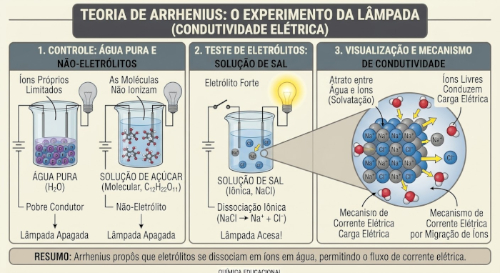 TEORIA DE ARRHENIUS: O EXPERIMENTO DA LÂMPADA
(CONDUTIVIDADE ELÉTRICA)
1. CONTROLE: ÁGUA PURA E
NÃO-ELETRÓLITOS
Íons Próprios
Limitados
As Moléculas
Não Ionizam
ÁGUA PURA
(H₂O)
SOLUÇÃO DE AÇÚCAR
(Molecular, C₁₂H₂₂O₁₁)
Pobre Condutor
Não-Eletrólito
Lâmpada Apagada
Lâmpada Apagada
2. TESTE DE ELETRÓLITOS:
SOLUÇÃO DE SAL
Eletrólito Forte
SOLUÇÃO DE SAL
(Iônica, NaCl)
Dissociação Iônica
(NaCl → Na⁺ + Cl⁻)
Lâmpada Acesa!
3. VISUALIZAÇÃO E MECANISMO
DE CONDUTIVIDADE
Atrato entre
Água e Íons
(Solvatação)
Íons Livres
Conduzem
Carga Elétrica
Mecanismo de
Corrente Elétrica
Carga Elétrica
Mecanismo de
Corrente Elétrica
por Migração de Íons
RESUMO: Arrhenius propôs que eletrólitos se dissociam em íons em água, permitindo o fluxo de corrente elétrica.
QUÍMICA EDUCACIONAL